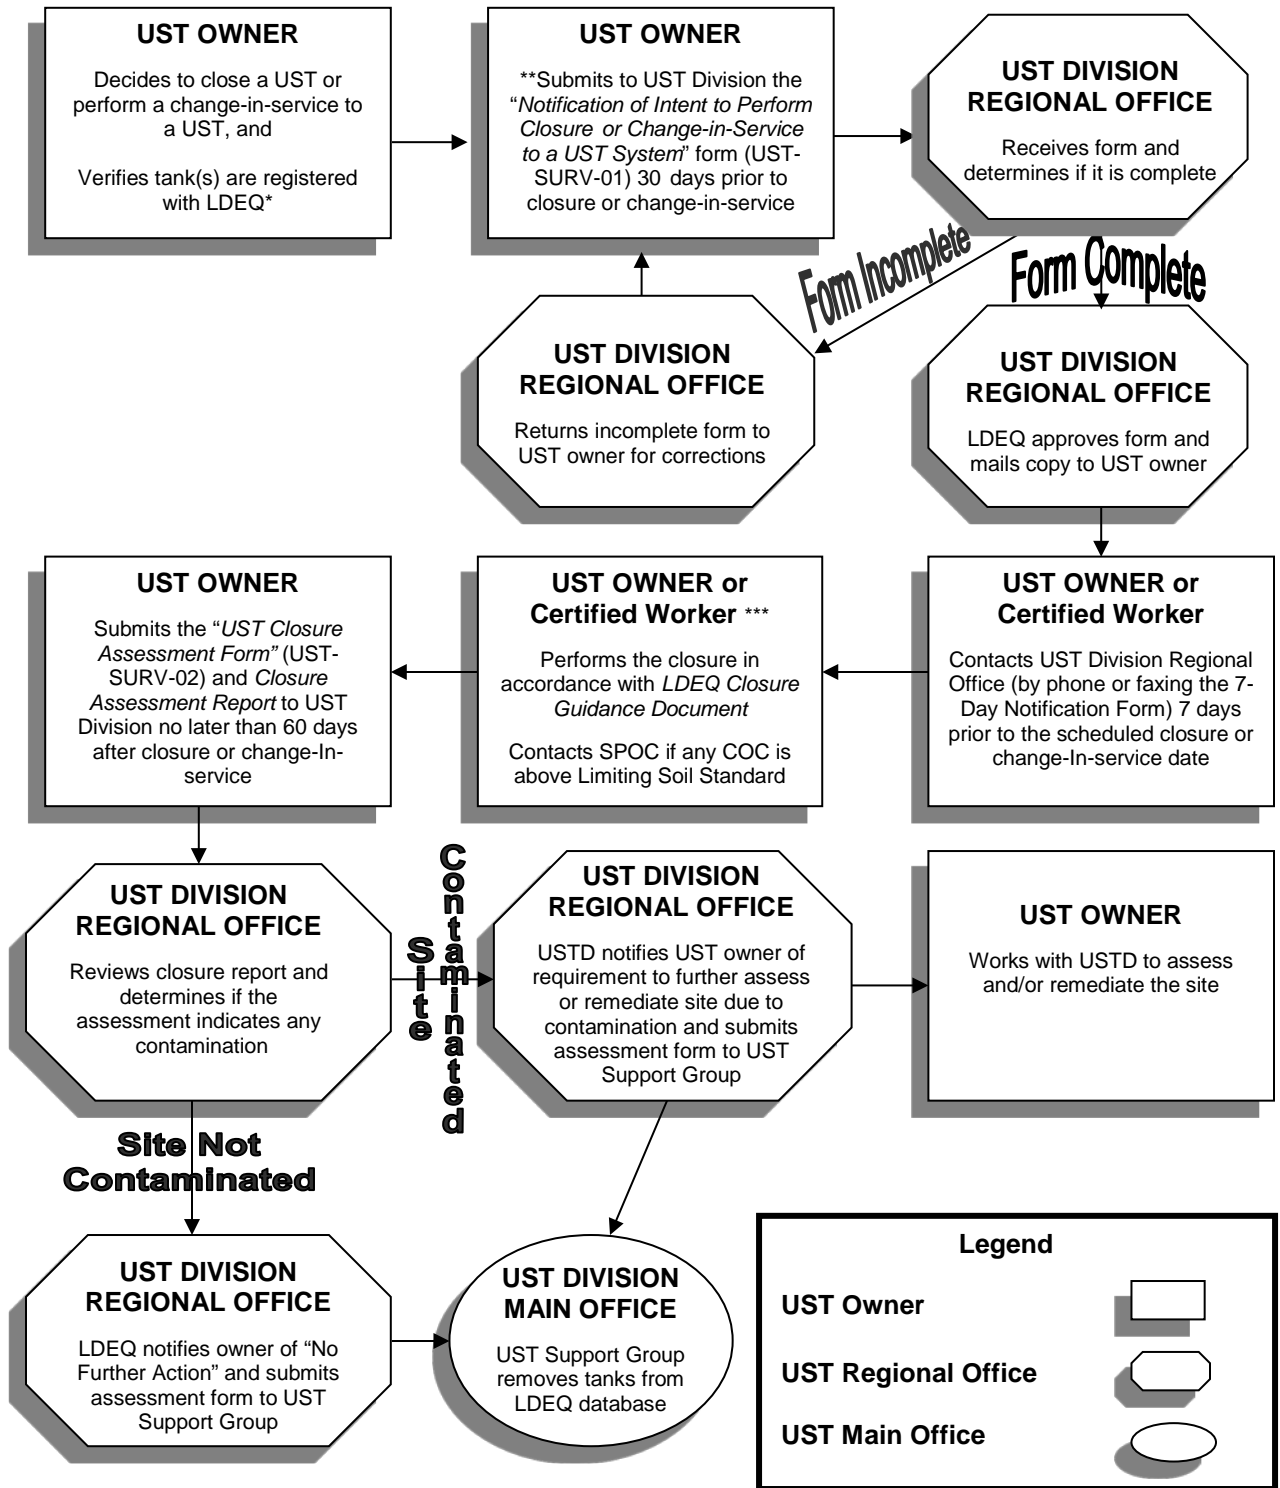 UST OWNER
Decides to close a UST or
perform a change-in-service to
a UST, and
Verifies tank(s) are registered
with LDEQ*
UST OWNER
**Submits to UST Division the
“Notification of Intent to Perform
Closure or Change-in-Service
to a UST System” form (UST-
SURV-01) 30 days prior to
closure or change-in-service
UST DIVISION
REGIONAL OFFICE
Receives form and
determines if it is complete
Form Incomplete
Form Complete
UST DIVISION
REGIONAL OFFICE
Returns incomplete form to
UST owner for corrections
UST DIVISION
REGIONAL OFFICE
LDEQ approves form and
mails copy to UST owner
UST OWNER or
Certified Worker
Contacts UST Division Regional
Office (by phone or faxing the 7-
Day Notification Form) 7 days
prior to the scheduled closure or
change-In-service date
UST OWNER or
Certified Worker ***
Performs the closure in
accordance with LDEQ Closure
Guidance Document
Contacts SPOC if any COC is
above Limiting Soil Standard
UST OWNER
Submits the “UST Closure
Assessment Form” (UST-
SURV-02) and Closure
Assessment Report to UST
Division no later than 60 days
after closure or change-In-
service
UST DIVISION
REGIONAL OFFICE
Reviews closure report and
determines if the
assessment indicates any
contamination
Site
Contaminated
UST DIVISION
REGIONAL OFFICE
USTD notifies UST owner of
requirement to further assess
or remediate site due to
contamination and submits
assessment form to UST
Support Group
UST OWNER
Works with USTD to assess
and/or remediate the site
Site Not
Contaminated
UST DIVISION
REGIONAL OFFICE
LDEQ notifies owner of “No
Further Action” and submits
assessment form to UST
Support Group
UST DIVISION
MAIN OFFICE
UST Support Group
removes tanks from
LDEQ database
Legend
UST Owner
UST Regional Office
UST Main Office